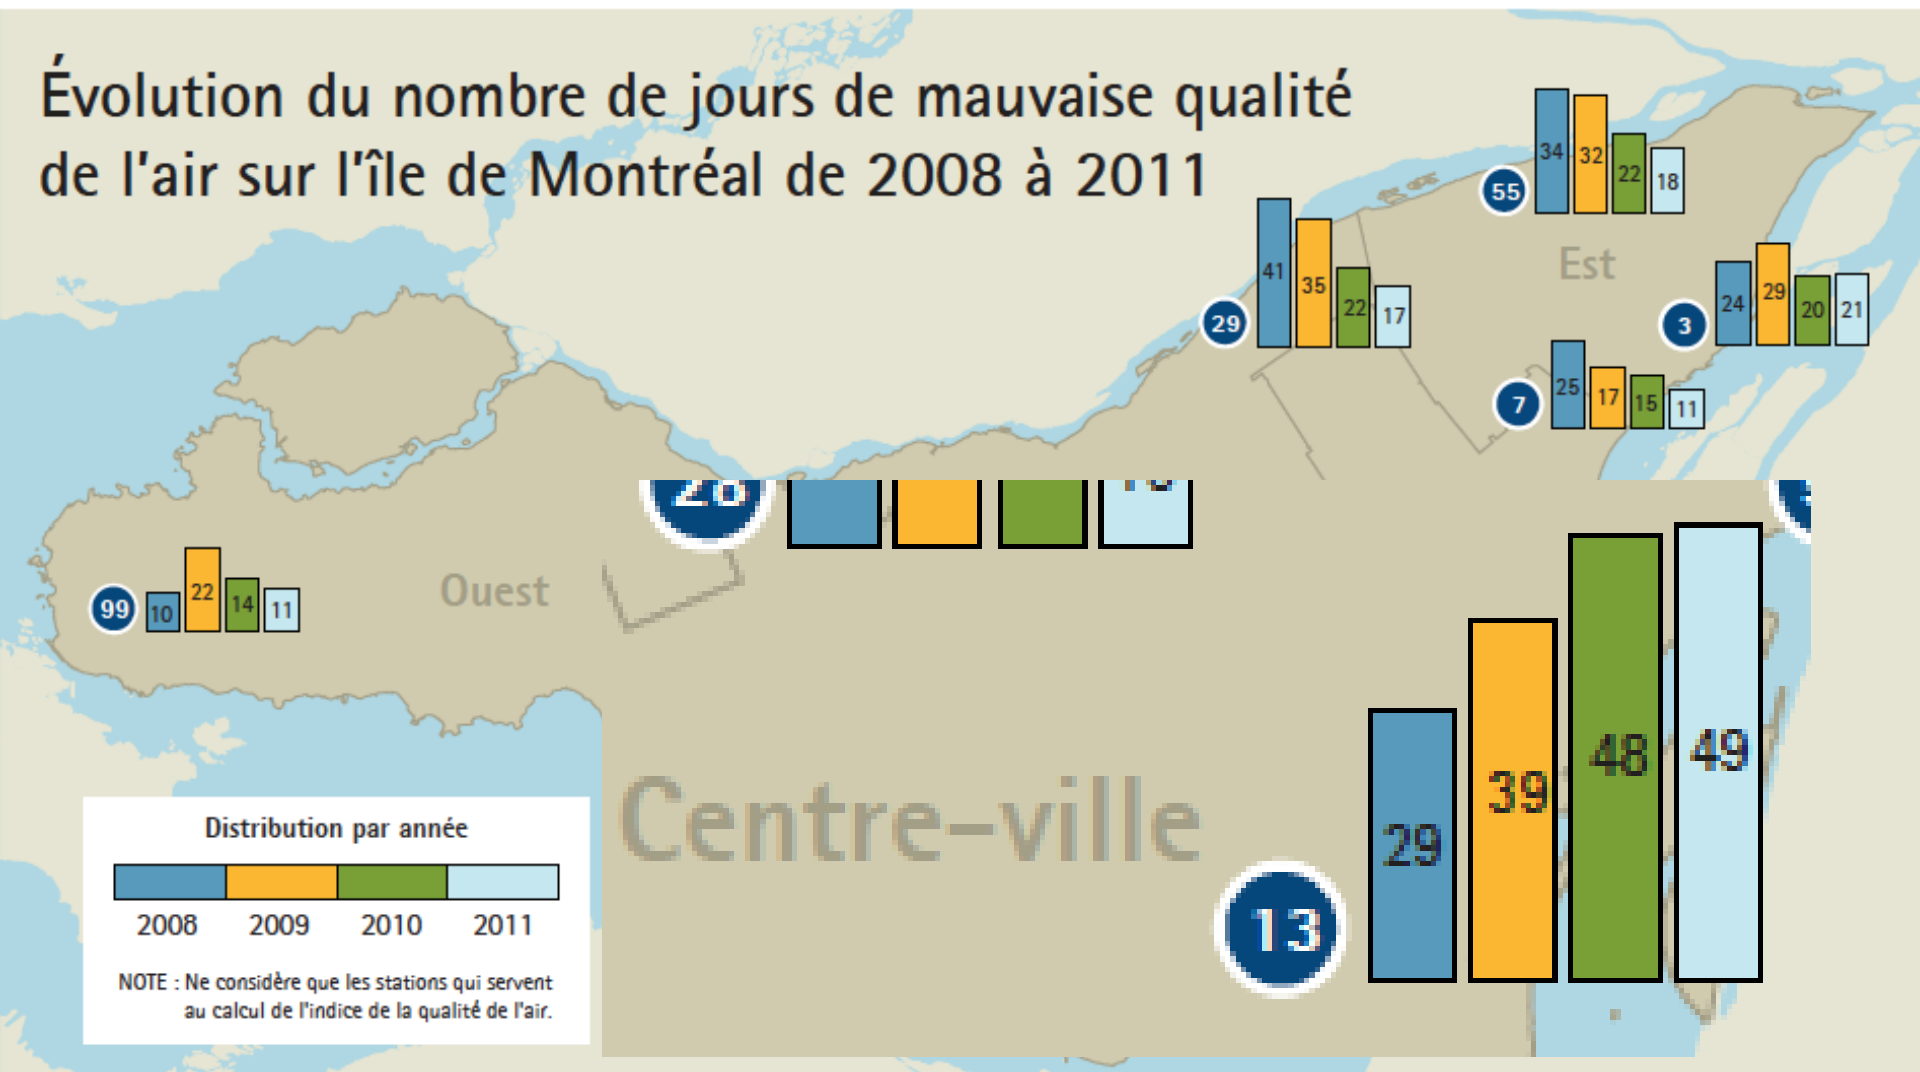 Évolution du nombre de jours de mauvaise qualité
de l'air sur l'île de Montréal de 2008 à 2011
55 34 32 22 18
29 41 35 22 17
Est
3 24 29 20 21
7 25 17 15 11
99 10 22 14 11
Ouest
Centre-ville
13 29 39 48 49
Distribution par année
2008 2009 2010 2011
NOTE : Ne considère que les stations qui servent
au calcul de l'indice de la qualité de l'air.